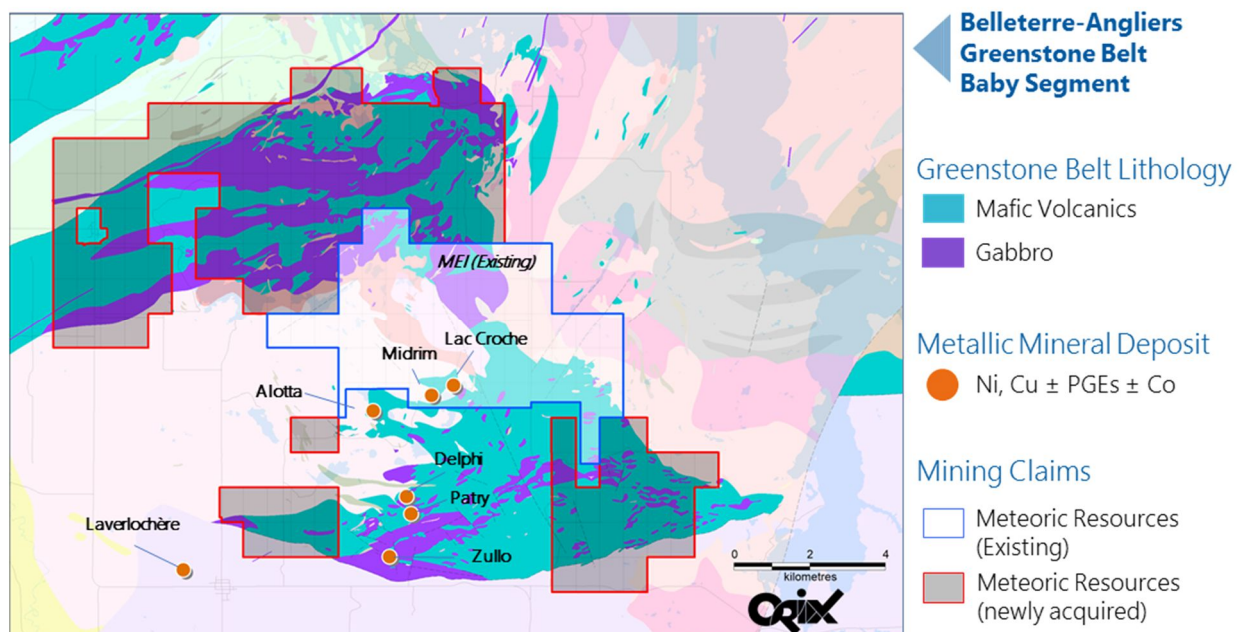 Belleterre-Angliers
Greenstone Belt
Baby Segment
Greenstone Belt Lithology
Mafic Volcanics
Gabbro
Metallic Mineral Deposit
Ni, Cu ± PGEs ± Co
Mining Claims
Meteoric Resources
(Existing)
Meteoric Resources
(newly acquired)
MEI (Existing)
Lac Croche
Midrim
Alotta
Delphi
Patry
Laverlochère
Zullo
0 2 4
kilometres
Orix